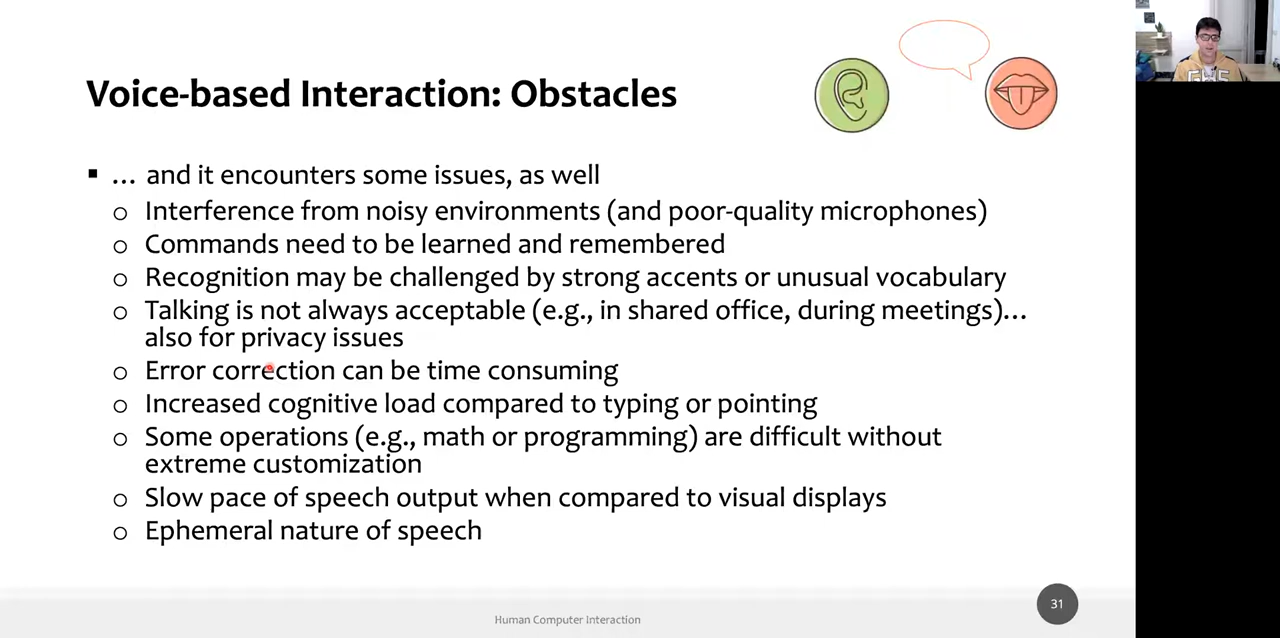 Voice-based Interaction: Obstacles
▪ … and it encounters some issues, as well
o Interference from noisy environments (and poor-quality microphones)
o Commands need to be learned and remembered
o Recognition may be challenged by strong accents or unusual vocabulary
o Talking is not always acceptable (e.g., in shared office, during meetings)…
also for privacy issues
o Error correction can be time consuming
o Increased cognitive load compared to typing or pointing
o Some operations (e.g., math or programming) are difficult without
extreme customization
o Slow pace of speech output when compared to visual displays
o Ephemeral nature of speech
Human Computer Interaction
31